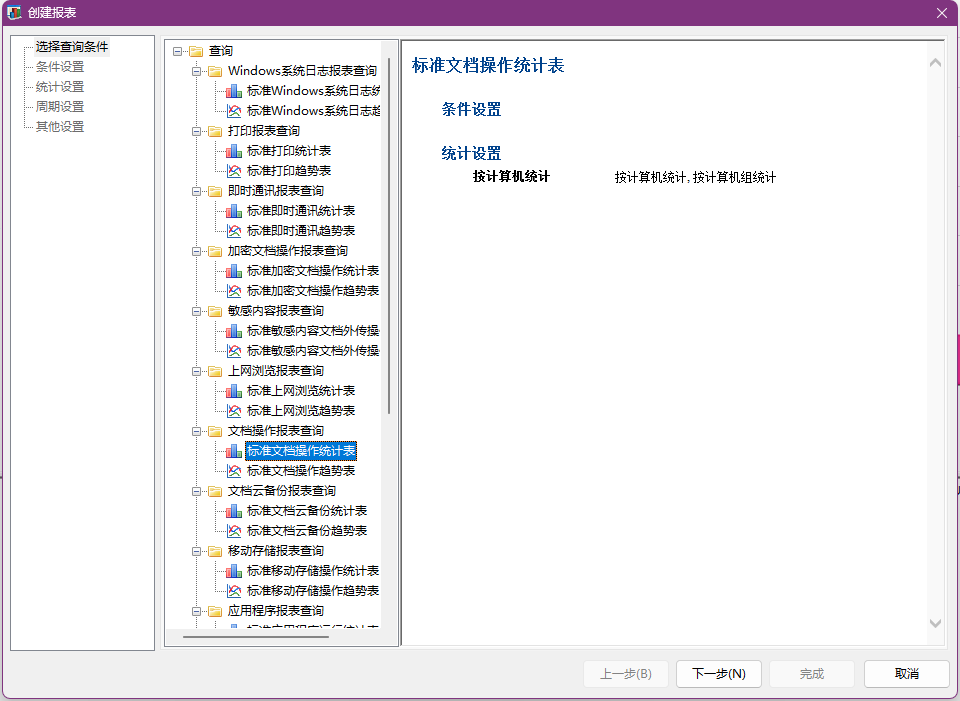 创建报表
选择查询条件
条件设置
统计设置
周期设置
其他设置
查询
Windows系统日志报表查询
标准Windows系统日志统
标准Windows系统日志趋
打印报表查询
标准打印统计表
标准打印趋势表
即时通讯报表查询
标准即时通讯统计表
标准即时通讯趋势表
加密文档操作报表查询
标准加密文档操作统计表
标准加密文档操作趋势表
敏感内容报表查询
标准敏感内容文档外传操
标准敏感内容文档外传操
上网浏览报表查询
标准上网浏览统计表
标准上网浏览趋势表
文档操作报表查询
标准文档操作统计表
标准文档操作趋势表
文档云备份报表查询
标准文档云备份统计表
标准文档云备份趋势表
移动存储报表查询
标准移动存储操作统计表
标准移动存储操作趋势表
应用程序报表查询
标准文档操作统计表
条件设置
统计设置
按计算机统计 按计算机统计, 按计算机组统计
上一步(B) 下一步(N) 完成 取消